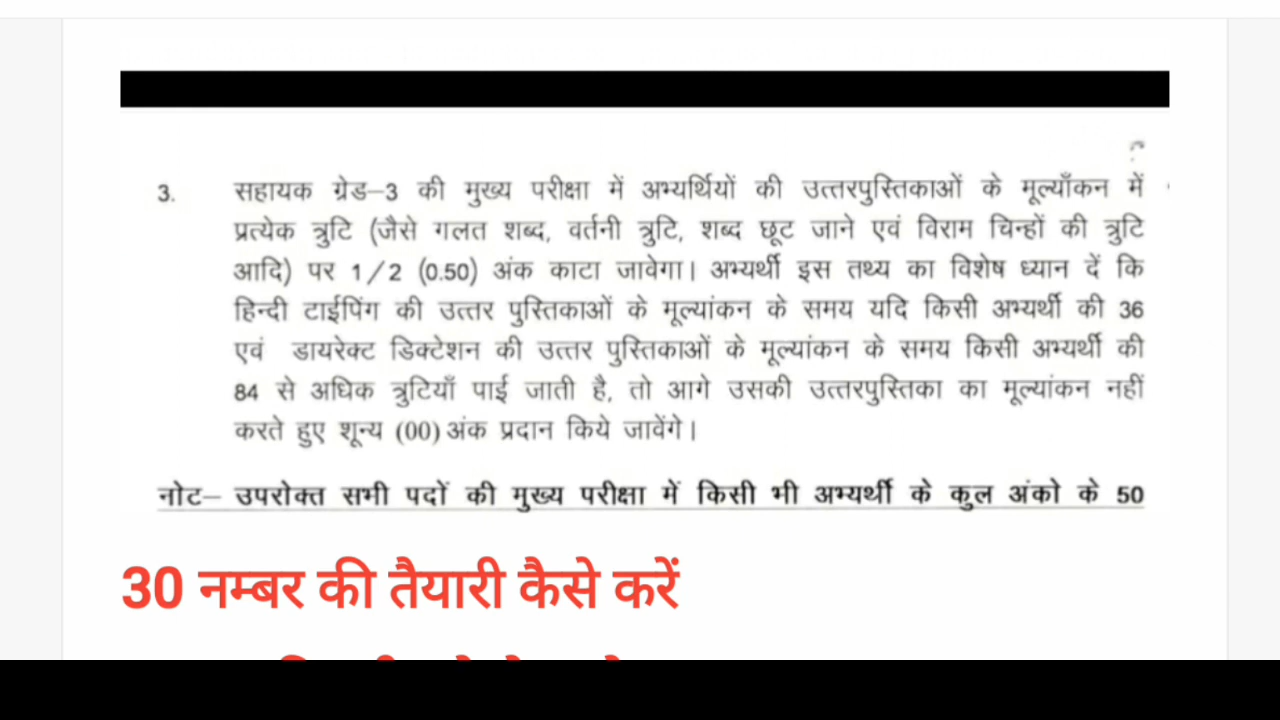 3. सहायक ग्रेड–3 की मुख्य परीक्षा में अभ्यर्थियों की उत्तरपुस्तिकाओं के मूल्याँकन में
प्रत्येक त्रुटि (जैसे गलत शब्द, वर्तनी त्रुटि, शब्द छूट जाने एवं विराम चिन्हों की त्रुटि
आदि) पर 1/2 (0.50) अंक काटा जावेगा। अभ्यर्थी इस तथ्य का विशेष ध्यान दें कि
हिन्दी टाईपिंग की उत्तर पुस्तिकाओं के मूल्यांकन के समय यदि किसी अभ्यर्थी की 36
एवं डायरेक्ट डिक्टेशन की उत्तर पुस्तिकाओं के मूल्यांकन के समय किसी अभ्यर्थी की
84 से अधिक त्रुटियाँ पाई जाती है, तो आगे उसकी उत्तरपुस्तिका का मूल्यांकन नहीं
करते हुए शून्य (00) अंक प्रदान किये जावेंगे।
नोट– उपरोक्त सभी पदों की मुख्य परीक्षा में किसी भी अभ्यर्थी के कुल अंको के 50
30 नम्बर की तैयारी कैसे करें